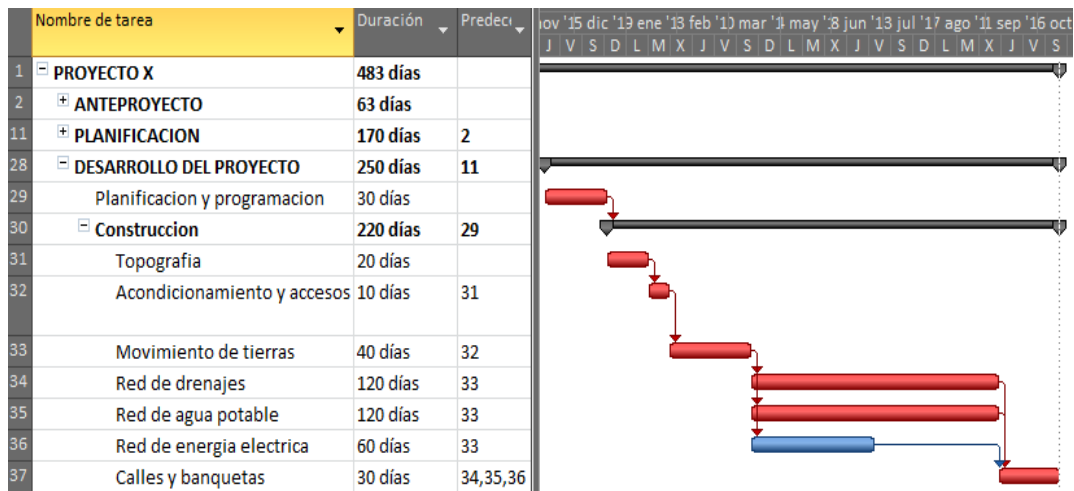 Nombre de tarea Duración Predec
nov '15 dic '13 ene '13 feb '1 mar '1 may '8 jun '13 jul '17 ago '11 sep '16 oct
J V S D L M X J V S D L M X J V S D L M X J V S
1 PROYECTO X 483 días
2 ANTEPROYECTO 63 días
11 PLANIFICACION 170 días 2
28 DESARROLLO DEL PROYECTO 250 días 11
29 Planificacion y programacion 30 días
30 Construccion 220 días 29
31 Topografia 20 días
32 Acondicionamiento y accesos 10 días 31
33 Movimiento de tierras 40 días 32
34 Red de drenajes 120 días 33
35 Red de agua potable 120 días 33
36 Red de energia electrica 60 días 33
37 Calles y banquetas 30 días 34,35,36